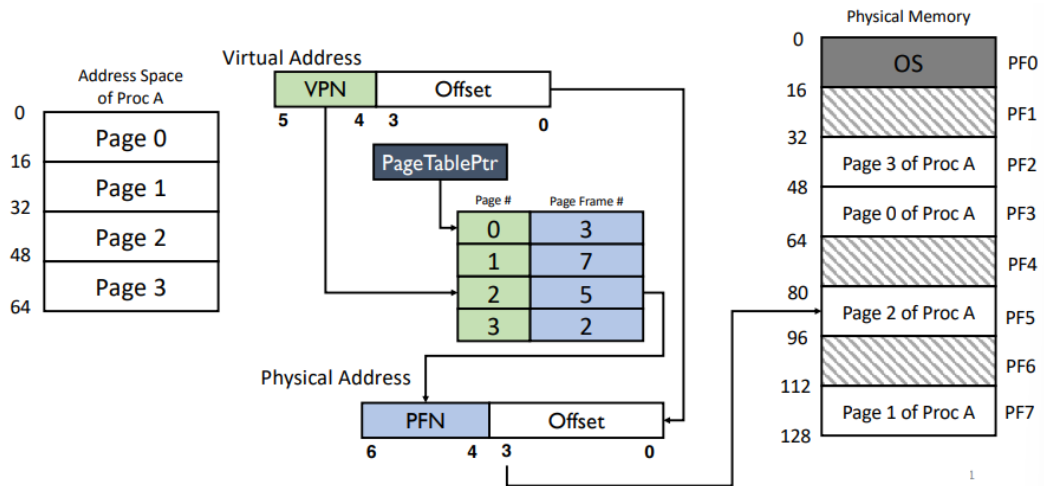 Address Space
of Proc A
0
Page 0
16
Page 1
32
Page 2
48
Page 3
64
Virtual Address
VPN
Offset
5
4
3
0
PageTablePtr
Page #
Page Frame #
0
3
1
7
2
5
3
2
Physical Address
PFN
Offset
6
4
3
0
Physical Memory
0
OS
PF0
16
PF1
32
Page 3 of Proc A
PF2
48
Page 0 of Proc A
PF3
64
PF4
80
Page 2 of Proc A
PF5
96
PF6
112
Page 1 of Proc A
PF7
128
1